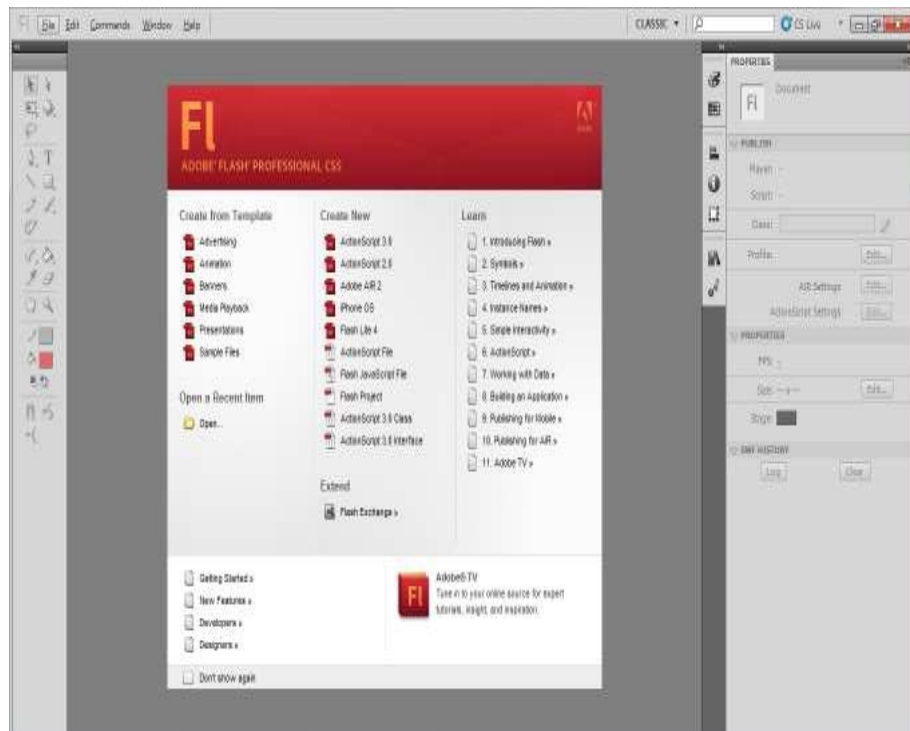 Fl File Edit Commands Window Help
CLASSIC
CS Live
PROPERTIES
Fl Document
PUBLISH
Player: -
Script: -
Class:
Profile: Edit...
AIR Settings Edit...
ActionScript Settings Edit...
PROPERTIES
FPS: -
Size: -- x -- Edit...
Stage:
SWF HISTORY
Log Clear
Fl
ADOBE® FLASH® PROFESSIONAL CS5
Adobe
Create from Template
Advertising
Animation
Banners
Media Playback
Presentations
Sample Files
Open a Recent Item
Open...
Create New
ActionScript 3.0
ActionScript 2.0
Adobe AIR 2
iPhone OS
Flash Lite 4
ActionScript File
Flash JavaScript File
Flash Project
ActionScript 3.0 Class
ActionScript 3.0 Interface
Extend
Flash Exchange »
Learn
1. Introducing Flash »
2. Symbols »
3. Timelines and Animation »
4. Instance Names »
5. Simple Interactivity »
6. ActionScript »
7. Working with Data »
8. Building an Application »
9. Publishing for Mobile »
10. Publishing for AIR »
11. Adobe TV »
Getting Started »
New Features »
Developers »
Designers »
Fl
Adobe® TV
Tune in to your online source for expert
tutorials, insight, and inspiration.
Don't show again